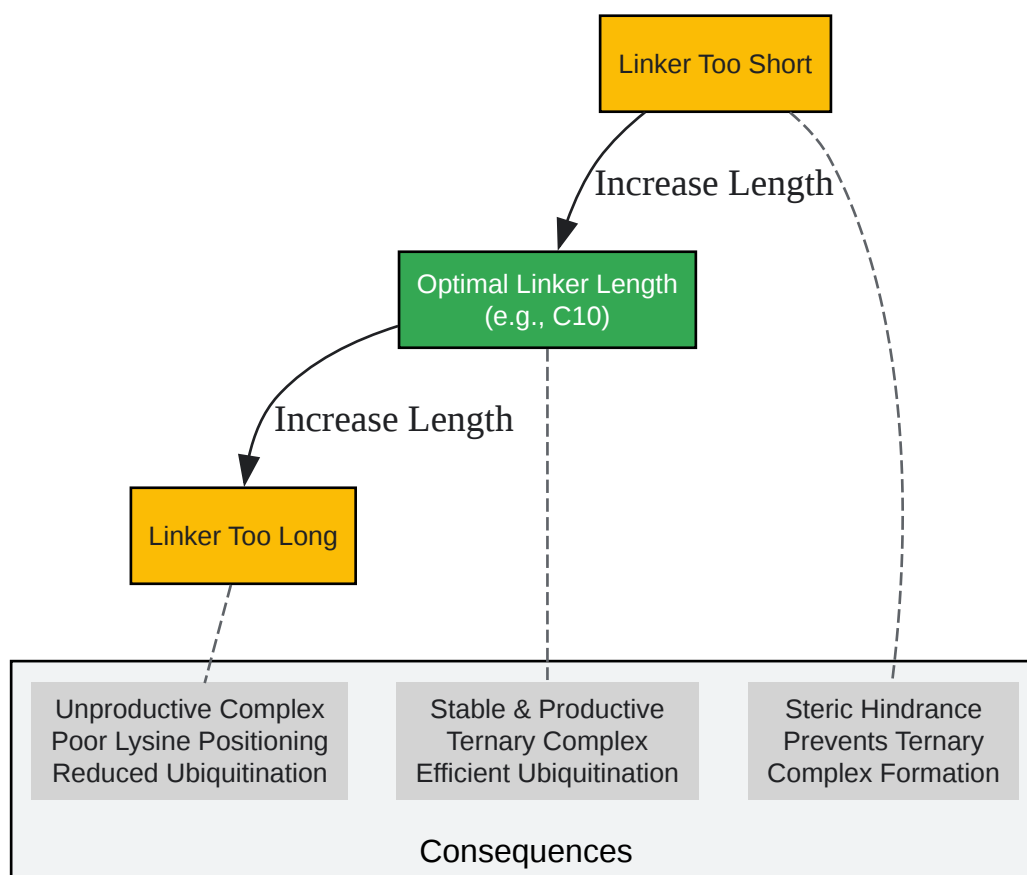 Linker Too Short
Increase Length
Optimal Linker Length
(e.g., C10)
Increase Length
Linker Too Long
Unproductive Complex
Poor Lysine Positioning
Reduced Ubiquitination
Stable & Productive
Ternary Complex
Efficient Ubiquitination
Steric Hindrance
Prevents Ternary
Complex Formation
Consequences